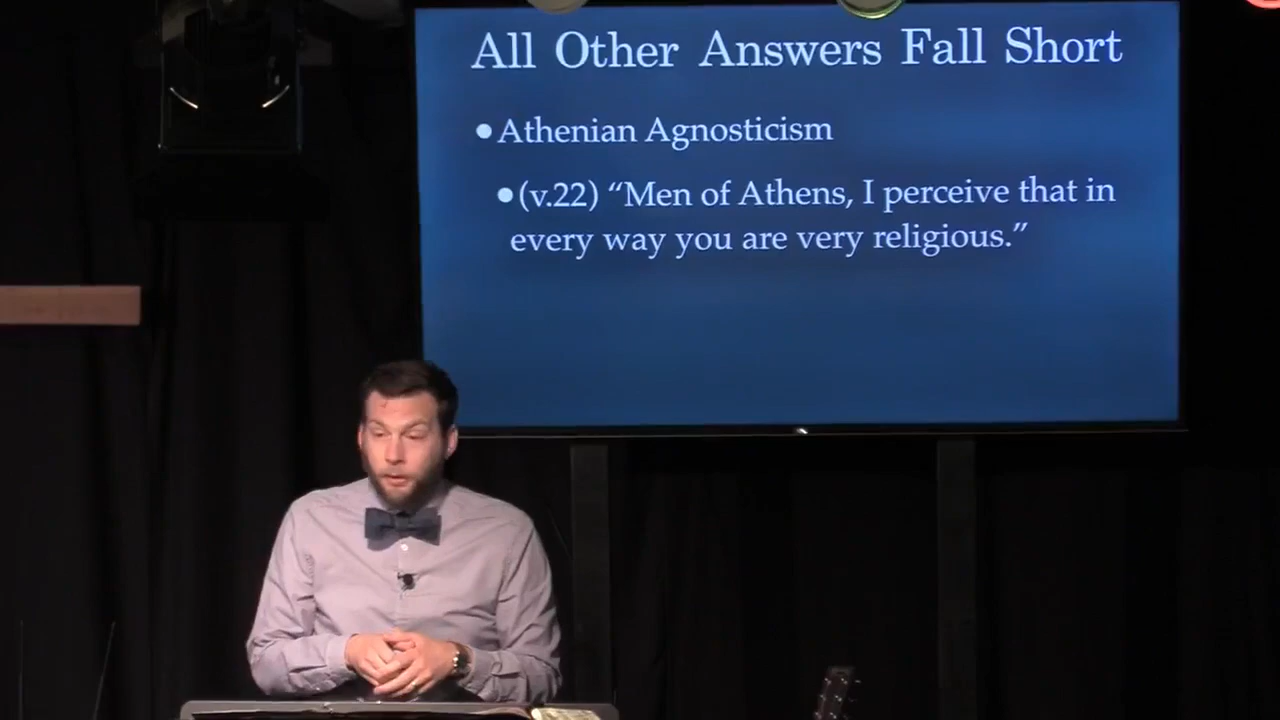 All Other Answers Fall Short
•Athenian Agnosticism
•(v.22) “Men of Athens, I perceive that in
every way you are very religious.”